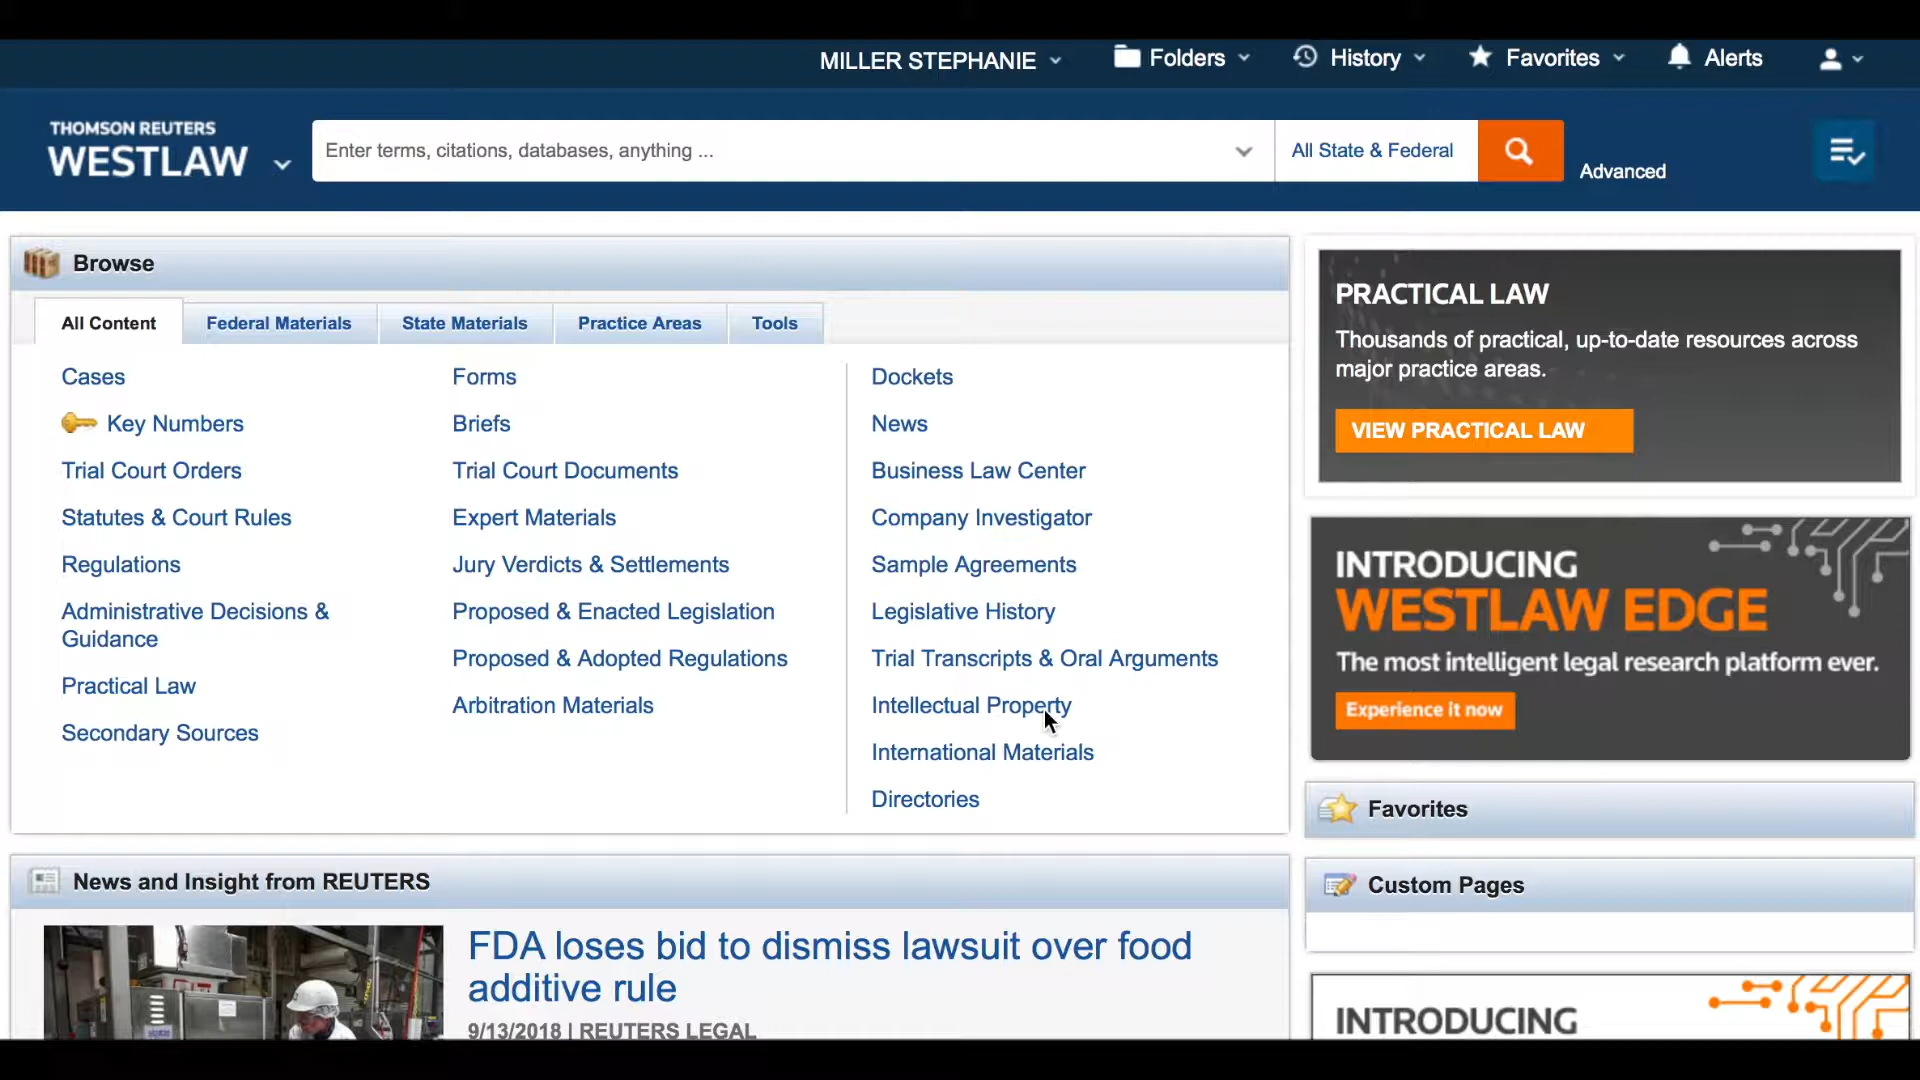 MILLER STEPHANIE
Folders
History
Favorites
Alerts
THOMSON REUTERS
WESTLAW
Enter terms, citations, databases, anything ...
All State & Federal
Advanced
Browse
All Content
Federal Materials
State Materials
Practice Areas
Tools
Cases
Key Numbers
Trial Court Orders
Statutes & Court Rules
Regulations
Administrative Decisions &
Guidance
Practical Law
Secondary Sources
Forms
Briefs
Trial Court Documents
Expert Materials
Jury Verdicts & Settlements
Proposed & Enacted Legislation
Proposed & Adopted Regulations
Arbitration Materials
Dockets
News
Business Law Center
Company Investigator
Sample Agreements
Legislative History
Trial Transcripts & Oral Arguments
Intellectual Property
International Materials
Directories
PRACTICAL LAW
Thousands of practical, up-to-date resources across
major practice areas.
VIEW PRACTICAL LAW
INTRODUCING
WESTLAW EDGE
The most intelligent legal research platform ever.
Experience it now
Favorites
Custom Pages
INTRODUCING
News and Insight from REUTERS
FDA loses bid to dismiss lawsuit over food
additive rule
9/13/2018 | REUTERS LEGAL